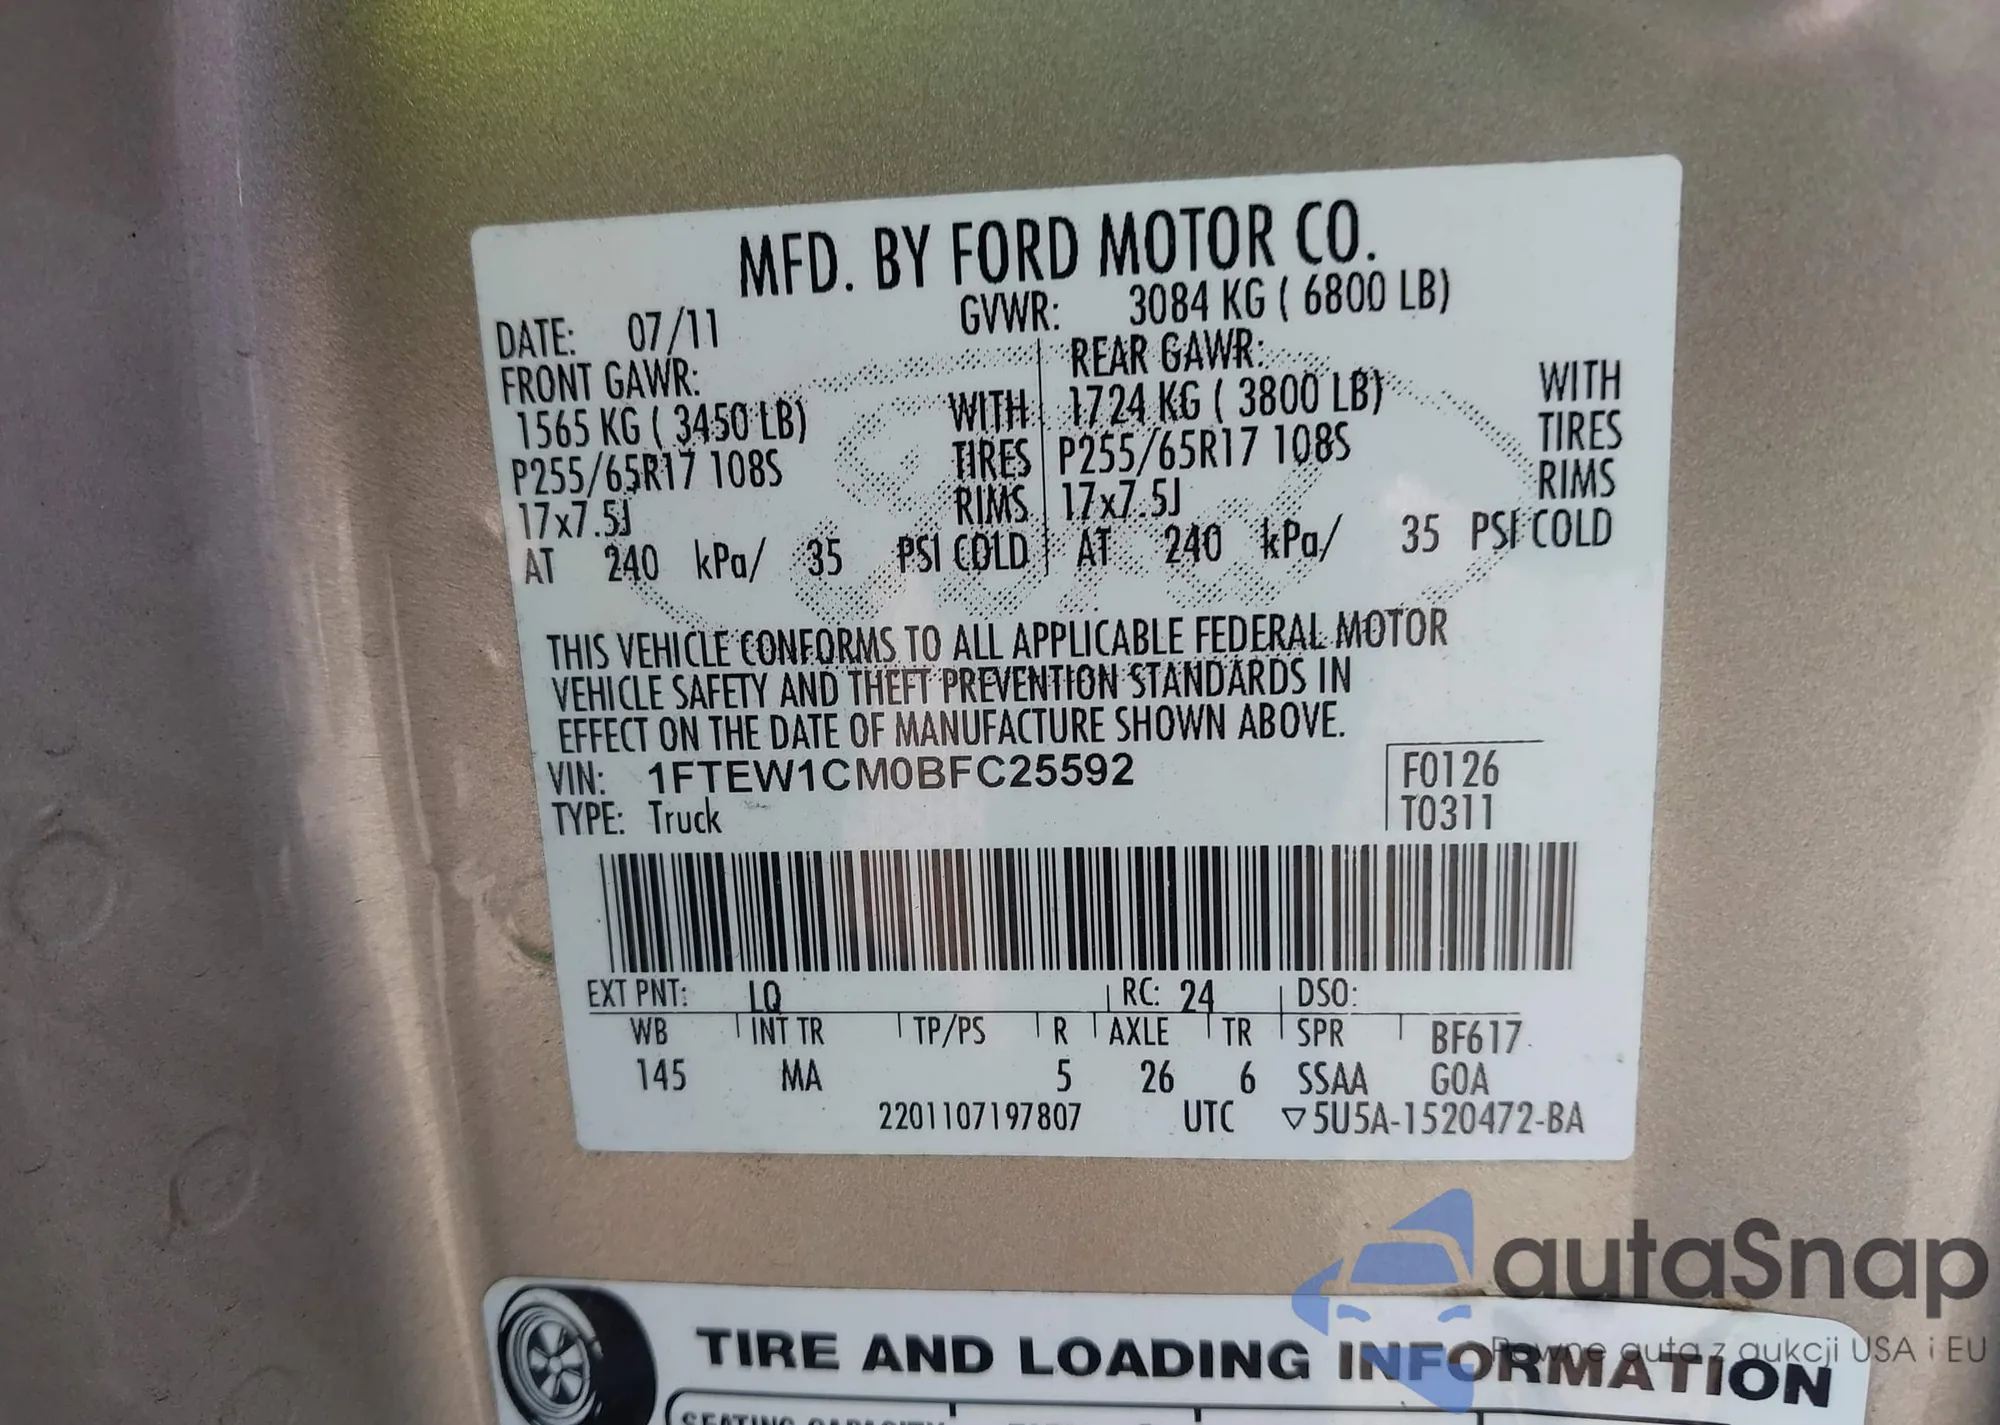 MFD. BY FORD MOTOR CO.
DATE: 07/11 GVWR: 3084 KG ( 6800 LB)
FRONT GAWR: REAR GAWR:
1565 KG ( 3450 LB) WITH 1724 KG ( 3800 LB) WITH
P255/65R17 108S TIRES P255/65R17 108S TIRES
17x7.5J RIMS 17x7.5J RIMS
AT 240 kPa/ 35 PSI COLD AT 240 kPa/ 35 PSI COLD
THIS VEHICLE CONFORMS TO ALL APPLICABLE FEDERAL MOTOR
VEHICLE SAFETY AND THEFT PREVENTION STANDARDS IN
EFFECT ON THE DATE OF MANUFACTURE SHOWN ABOVE.
VIN: 1FTEW1CM0BFC25592 F0126
TYPE: Truck T0311
EXT PNT: LQ RC: 24 DSO:
WB INT TR TP/PS R AXLE TR SPR BF617
145 MA 5 26 6 SSAA GOA
2201107197807 UTC ▽5U5A-1520472-BA
autaSnap
Pewne auta z aukcji USA i EU
TIRE AND LOADING INFORMATION
SEATING CAPACITY